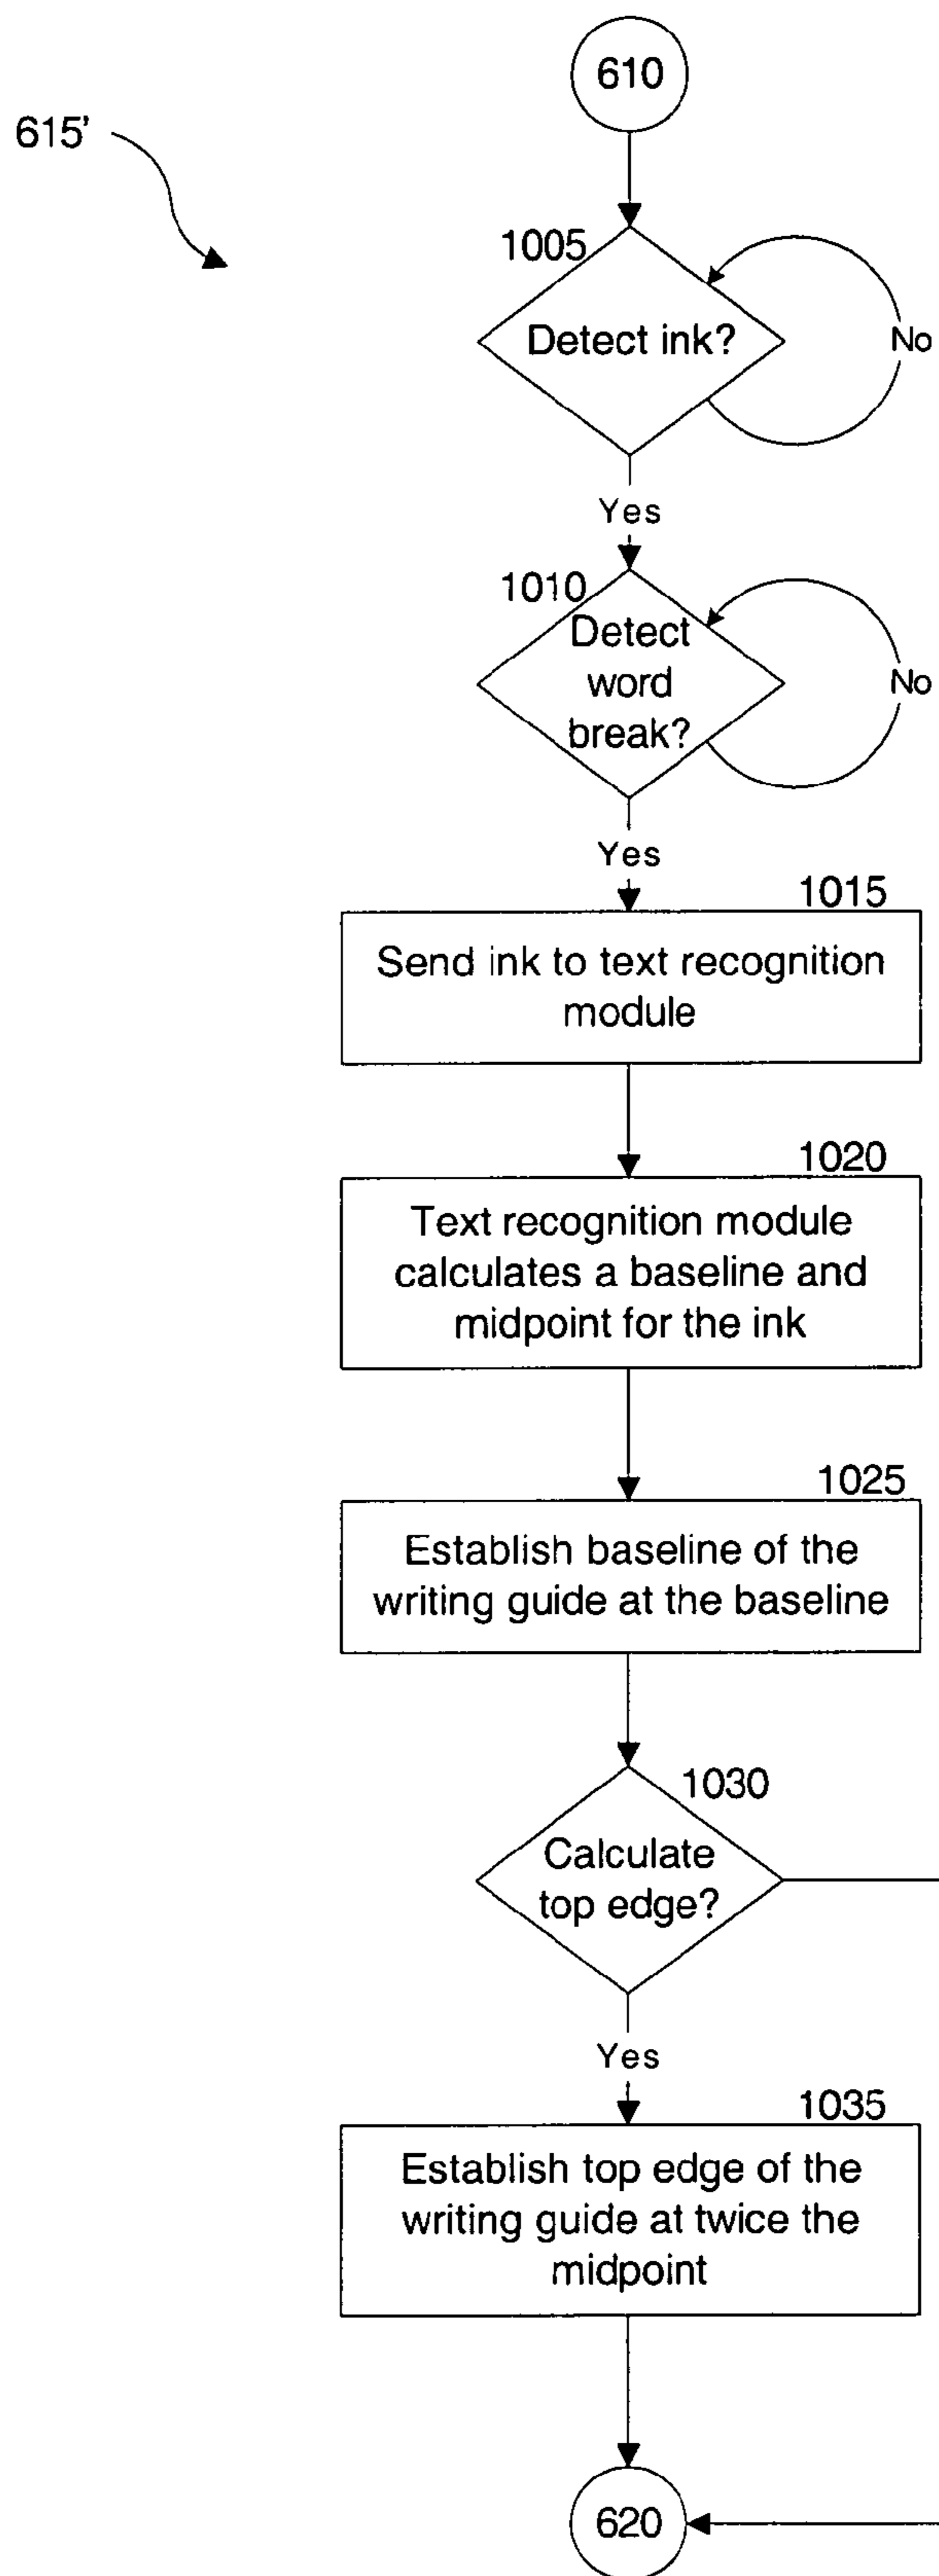 610
615'
1005
Detect ink?
No
Yes
1010
Detect
word
break?
No
Yes
1015
Send ink to text recognition
module
1020
Text recognition module
calculates a baseline and
midpoint for the ink
1025
Establish baseline of the
writing guide at the baseline
1030
Calculate
top edge?
Yes
1035
Establish top edge of the
writing guide at twice the
midpoint
620